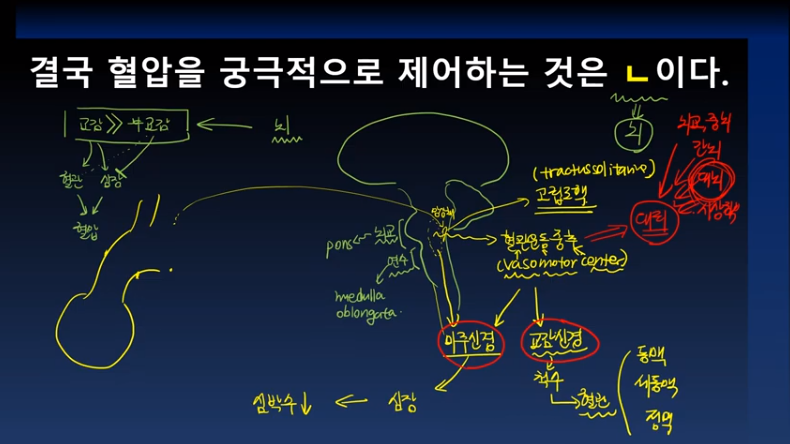 결국 혈압을 궁극적으로 제어하는 것은 ㄴ이다.
교감 >> 부교감 ← 뇌
혈관 심장
혈압
뇌
뇌교, 중뇌
간뇌
대뇌
시상핵
대뇌
(tractus solitarie)
고립로핵
혈관운동중추
(vasomotor center)
pons ← 뇌교
연수
medulla
oblongata.
미주신경
교감신경
척수
혈관
동맥
세동맥
정맥
심박수↓ ← 심장